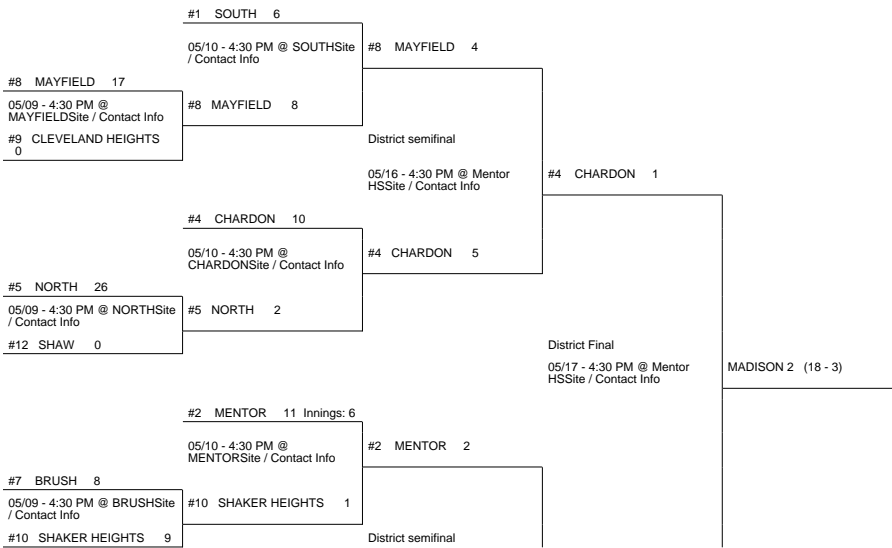 #1 SOUTH 6
05/10 - 4:30 PM @ SOUTHSite
/ Contact Info
#8 MAYFIELD 4
#8 MAYFIELD 17
05/09 - 4:30 PM @
MAYFIELDSite / Contact Info
#8 MAYFIELD 8
#9 CLEVELAND HEIGHTS
0
District semifinal
05/16 - 4:30 PM @ Mentor
HSSite / Contact Info
#4 CHARDON 1
#4 CHARDON 10
05/10 - 4:30 PM @
CHARDONSite / Contact Info
#4 CHARDON 5
#5 NORTH 26
05/09 - 4:30 PM @ NORTHSite
/ Contact Info
#5 NORTH 2
#12 SHAW 0
District Final
05/17 - 4:30 PM @ Mentor
HSSite / Contact Info
MADISON 2 (18 - 3)
#2 MENTOR 11 Innings: 6
05/10 - 4:30 PM @
MENTORSite / Contact Info
#2 MENTOR 2
#7 BRUSH 8
05/09 - 4:30 PM @ BRUSHSite
/ Contact Info
#10 SHAKER HEIGHTS 1
#10 SHAKER HEIGHTS 9
District semifinal